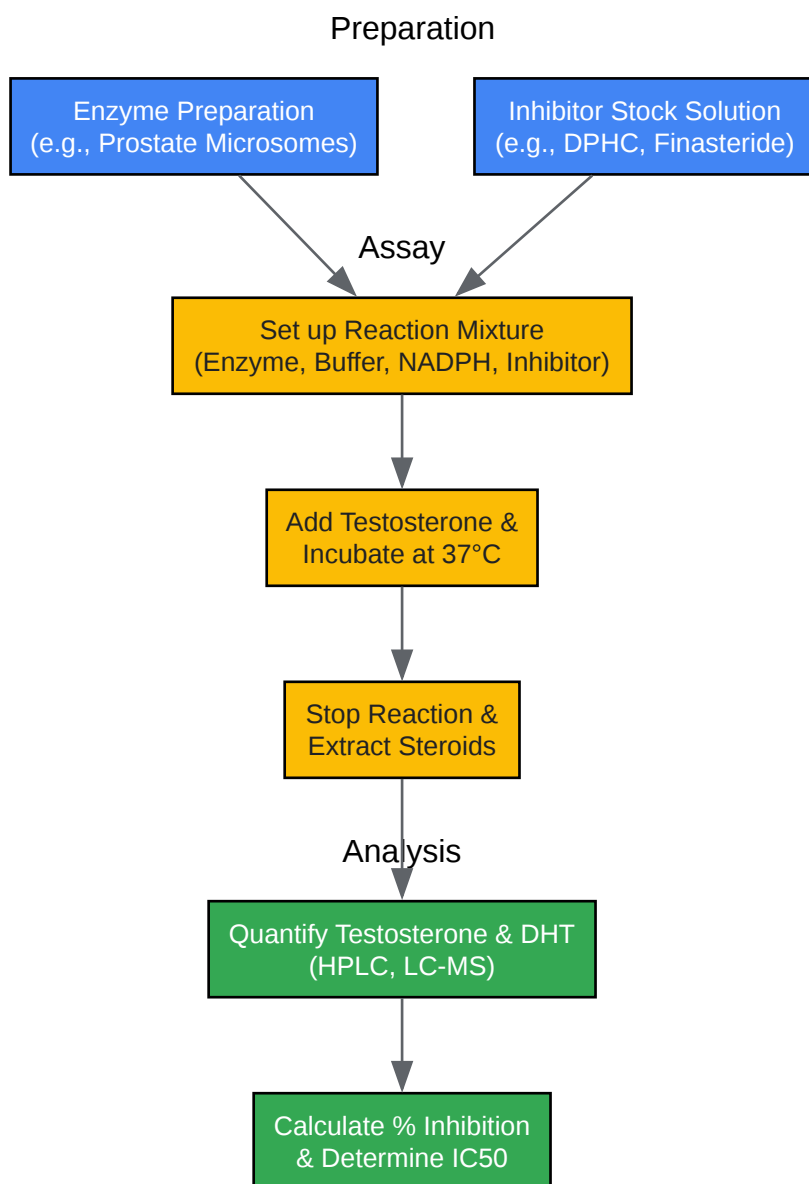 Preparation
Enzyme Preparation
(e.g., Prostate Microsomes)
Inhibitor Stock Solution
(e.g., DPHC, Finasteride)
Assay
Set up Reaction Mixture
(Enzyme, Buffer, NADPH, Inhibitor)
Add Testosterone &
Incubate at 37°C
Stop Reaction &
Extract Steroids
Analysis
Quantify Testosterone & DHT
(HPLC, LC-MS)
Calculate % Inhibition
& Determine IC50